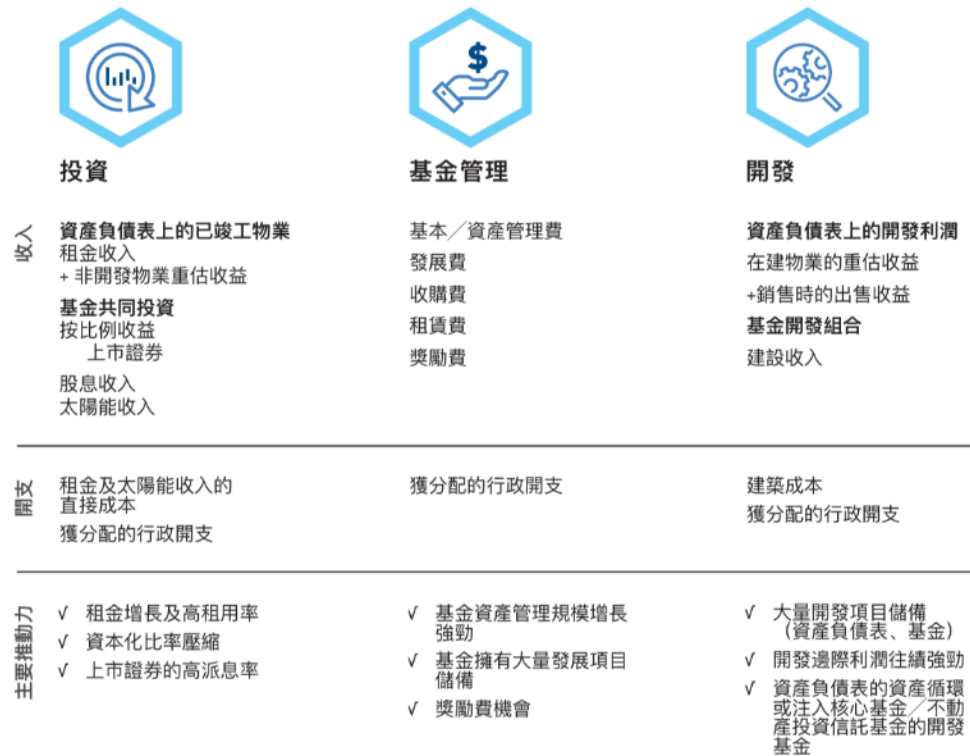 $
投資
基金管理
開發
收入
資產負債表上的已竣工物業
租金收入
+ 非開發物業重估收益
基金共同投資
按比例收益
上市證券
股息收入
太陽能收入
基本／資產管理費
發展費
收購費
租賃費
獎勵費
資產負債表上的開發利潤
在建物業的重估收益
+銷售時的出售收益
基金開發組合
建設收入
開支
租金及太陽能收入的
直接成本
獲分配的行政開支
獲分配的行政開支
建築成本
獲分配的行政開支
主要推動力
√ 租金增長及高租用率
√ 資本化比率壓縮
√ 上市證券的高派息率
√ 基金資產管理規模增長
強勁
√ 基金擁有大量發展項目
儲備
√ 獎勵費機會
√ 大量開發項目儲備
（資產負債表、基金）
√ 開發邊際利潤往績強勁
√ 資產負債表的資產循環
或注入核心基金／不動
產投資信託基金的開發
基金